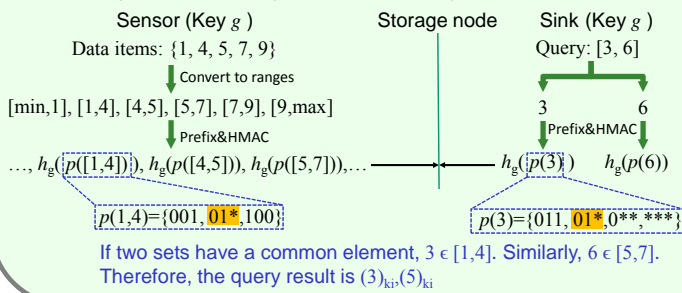 Sensor (Key g )
Storage node
Sink (Key g )
Data items: {1, 4, 5, 7, 9}
Query: [3, 6]
Convert to ranges
[min,1], [1,4], [4,5], [5,7], [7,9], [9,max]
3
6
Prefix&HMAC
Prefix&HMAC
…, hg(p([1,4])), hg(p([4,5])), hg(p([5,7])),…
hg( p(3) )
hg(p(6))
p(1,4)={001, 01*,100}
p(3)={011, 01*,0**,***}
If two sets have a common element, 3 ϵ [1,4]. Similarly, 6 ϵ [5,7].
Therefore, the query result is (3)ki,(5)ki